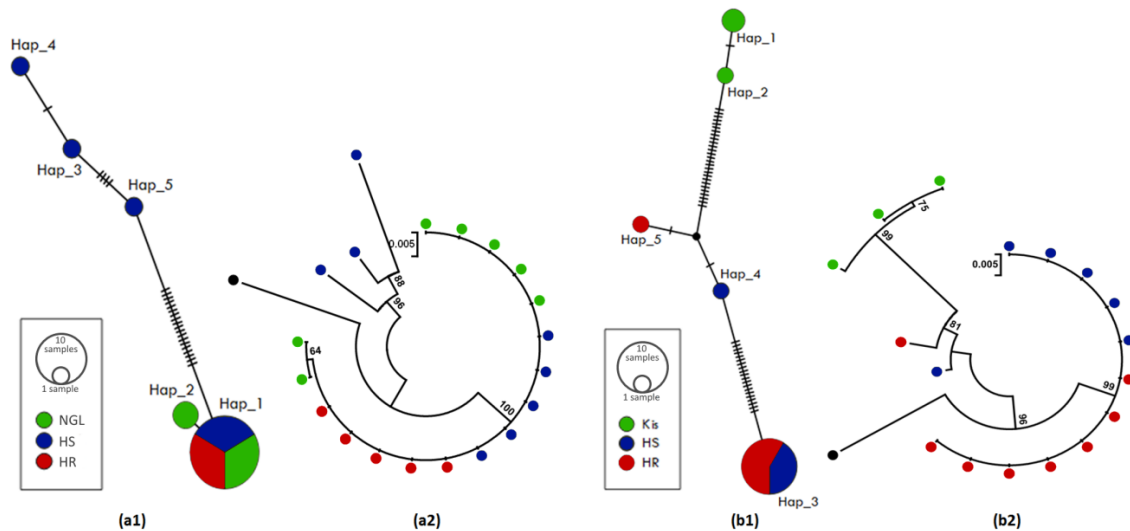 Hap_4
Hap_3
Hap_5
Hap_2
Hap_1
10
samples
1 sample
NGL
HS
HR
(a1)
0.005
88
96
64
100
(a2)
Hap_1
Hap_2
Hap_5
Hap_4
Hap_3
10
samples
1 sample
Kis
HS
HR
(b1)
75
99
0.005
81
99
96
(b2)